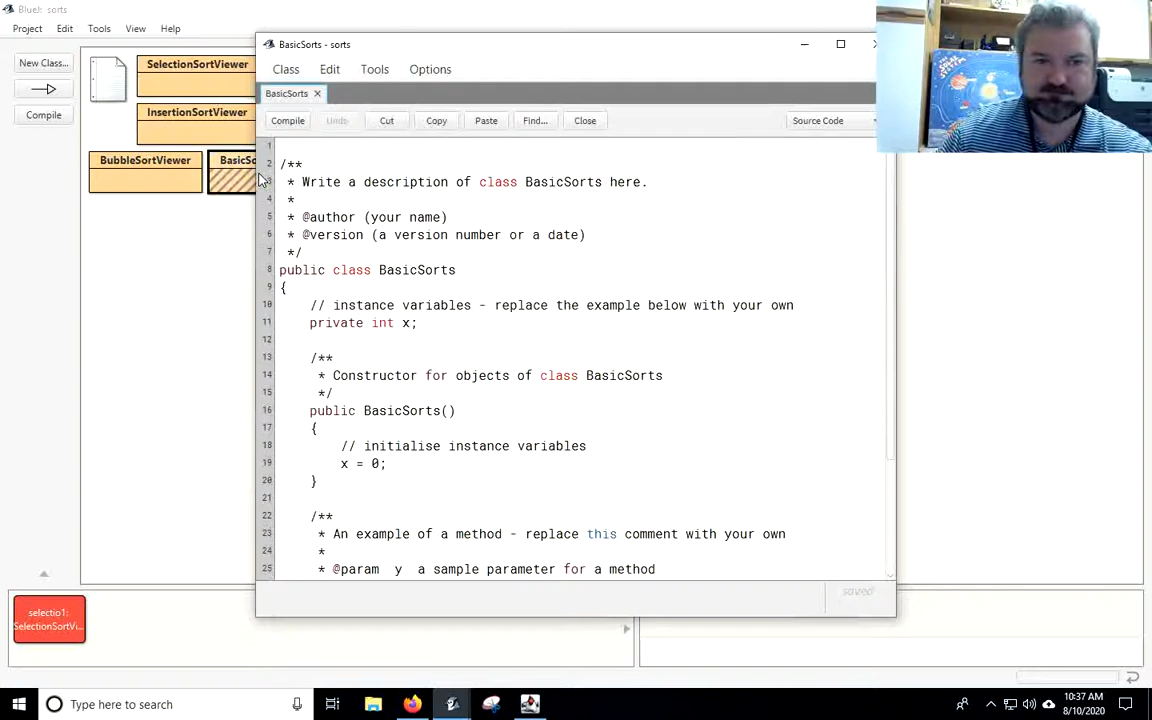 BlueJ: sorts
Project Edit Tools View Help
New Class...
Compile
SelectionSortViewer
InsertionSortViewer
BubbleSortViewer
BasicSo
BasicSorts - sorts
Class Edit Tools Options
BasicSorts ×
Compile Undo Cut Copy Paste Find... Close Source Code
1
2 /**
3 * Write a description of class BasicSorts here.
4 *
5 * @author (your name)
6 * @version (a version number or a date)
7 */
8 public class BasicSorts
9 {
10 // instance variables - replace the example below with your own
11 private int x;
12
13 /**
14 * Constructor for objects of class BasicSorts
15 */
16 public BasicSorts()
17 {
18 // initialise instance variables
19 x = 0;
20 }
21
22 /**
23 * An example of a method - replace this comment with your own
24 *
25 * @param y a sample parameter for a method
saved
selectio1:
SelectionSortVi...
Type here to search
10:37 AM
8/10/2020